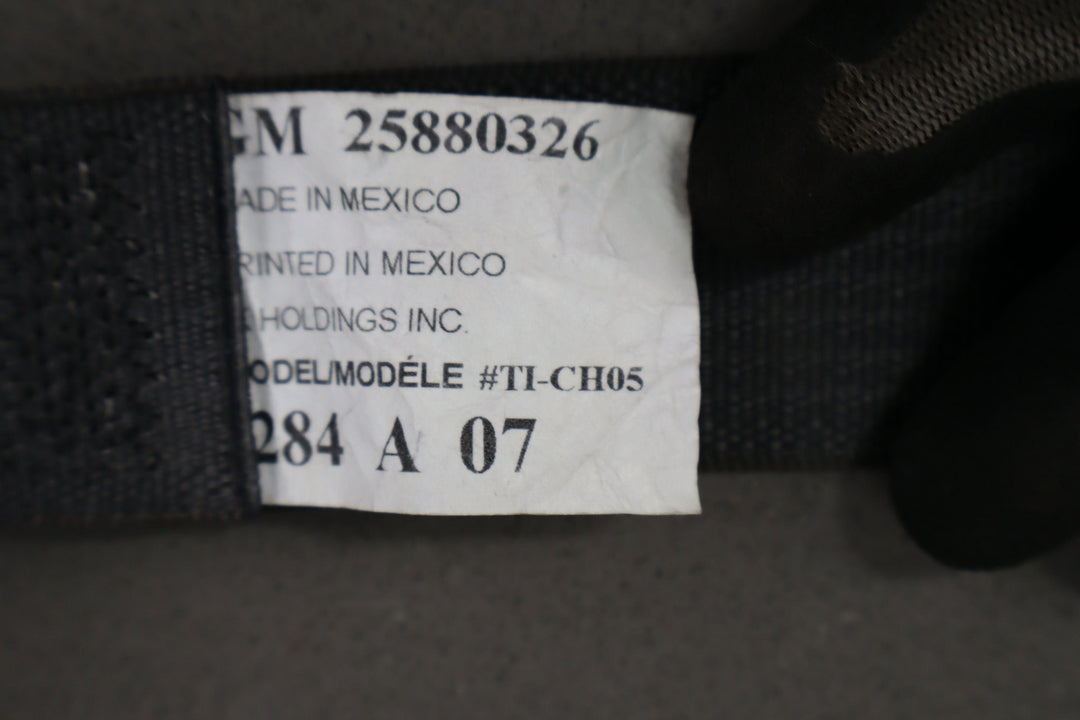 GM 25880326
ADE IN MEXICO
RINTED IN MEXICO
HOLDINGS INC.
ODEL/MODÉLE #TI-CH05
284 A 07